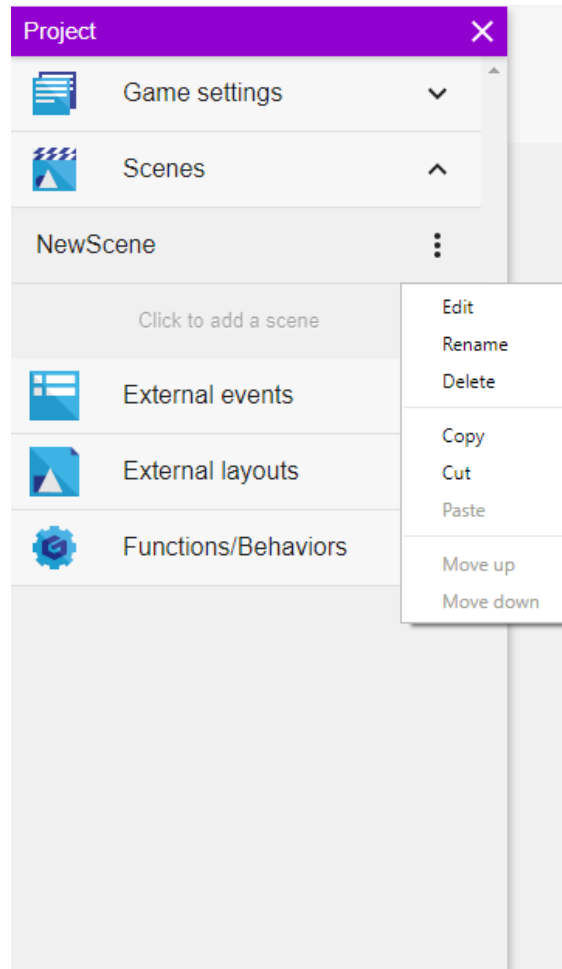 Project
Game settings
Scenes
NewScene
Click to add a scene
External events
External layouts
Functions/Behaviors
Edit
Rename
Delete
Copy
Cut
Paste
Move up
Move down